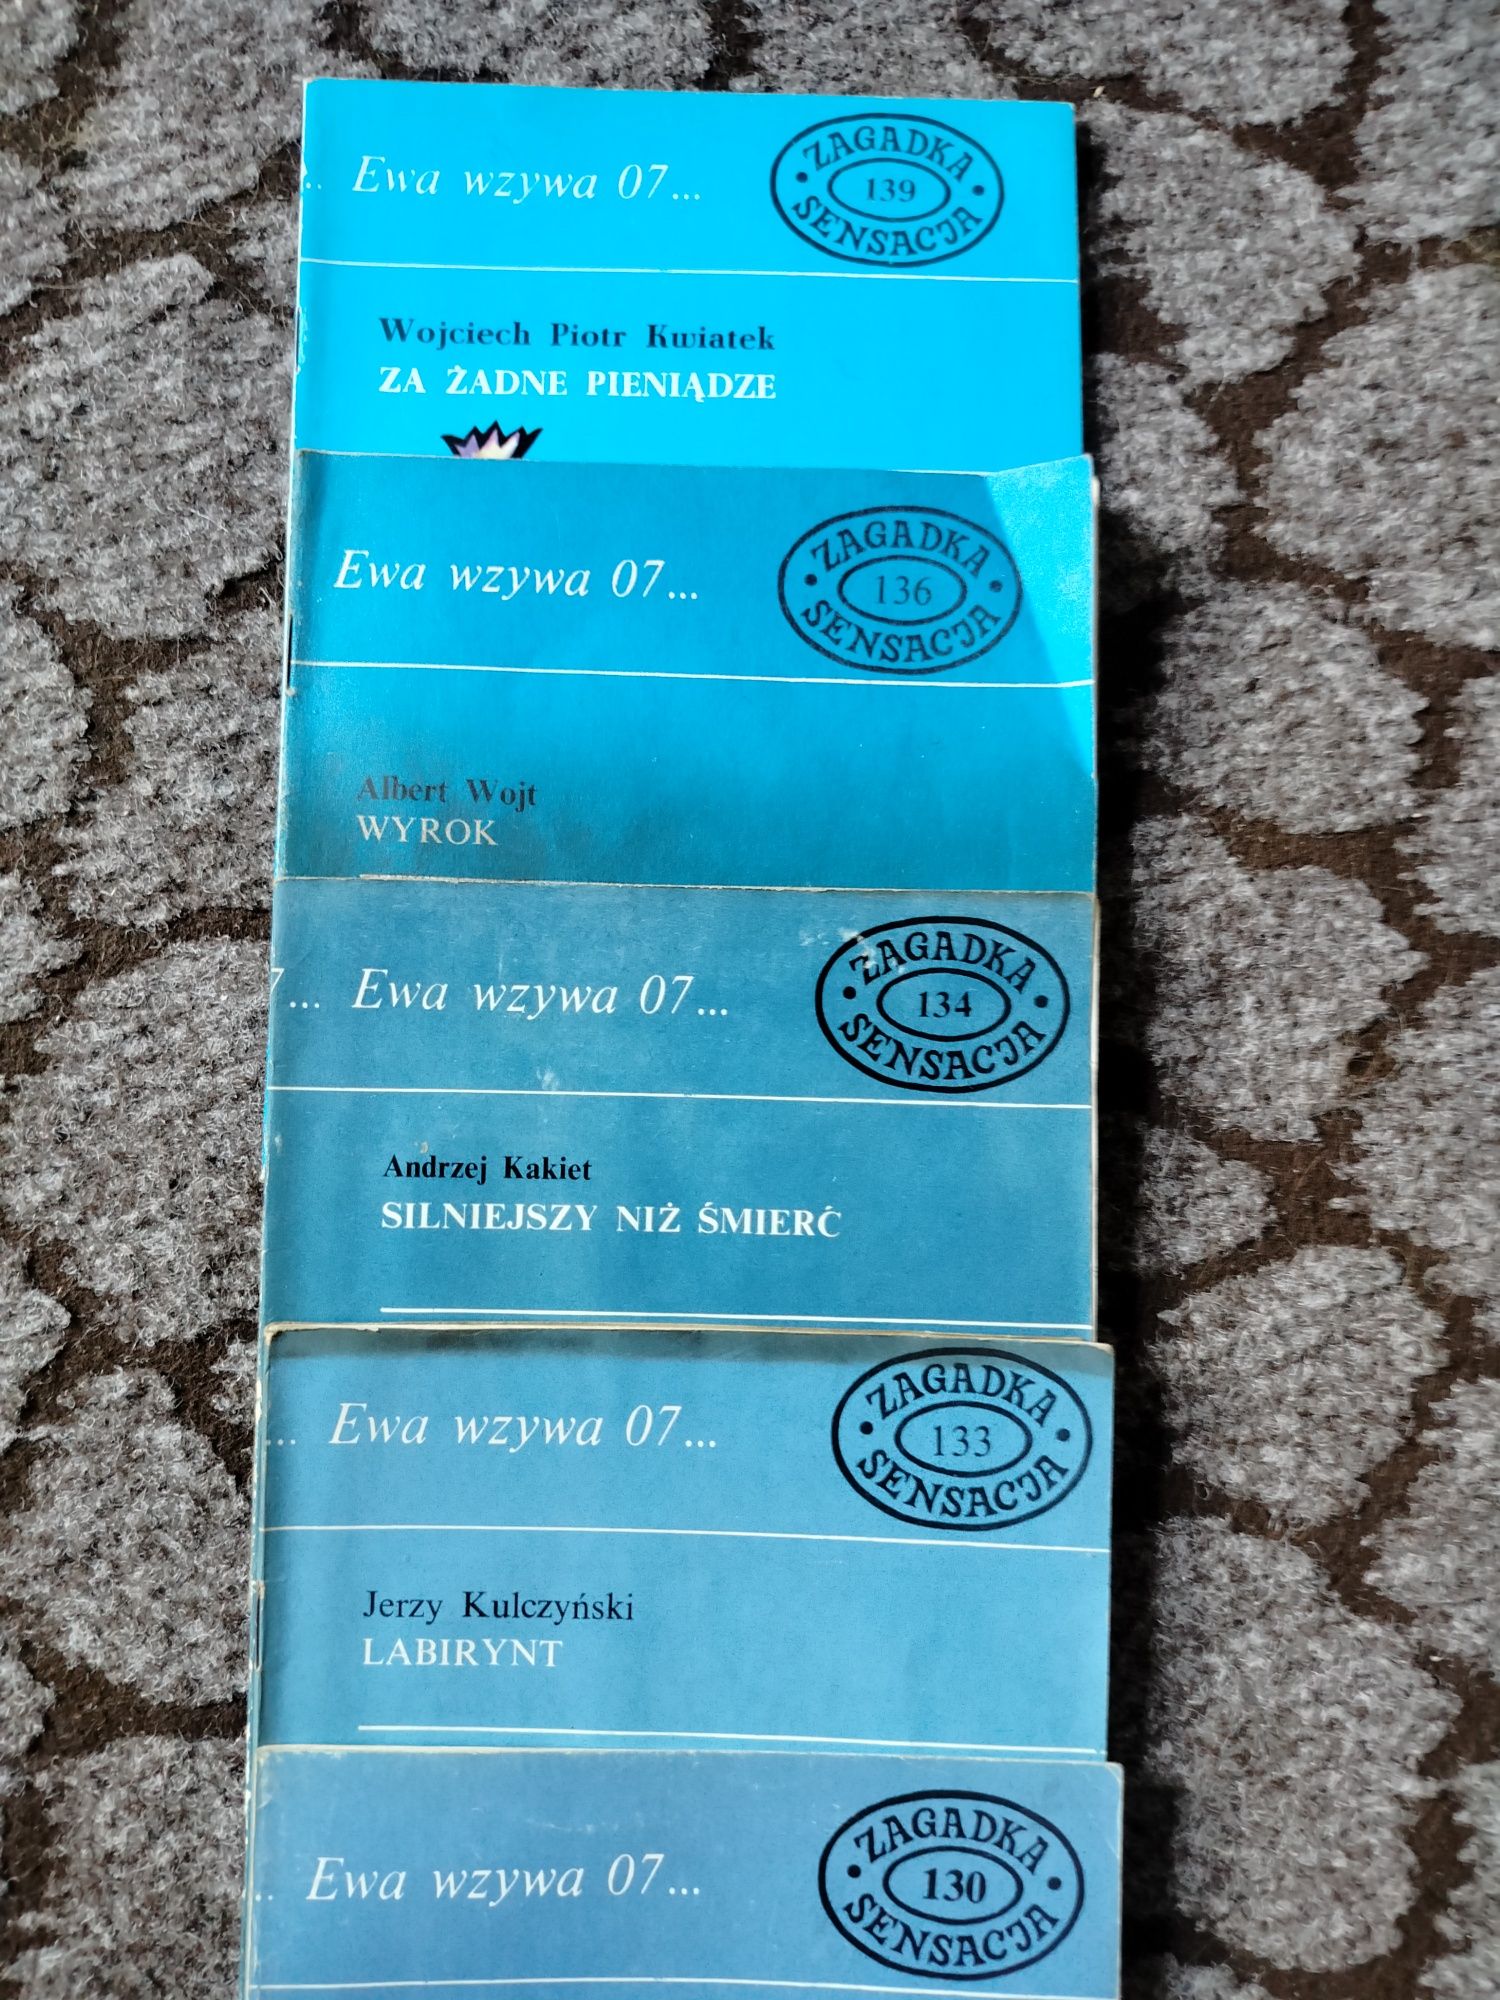 .. Ewa wzywa 07...
ZAGADKA
139
SENSACJA
Wojciech Piotr Kwiatek
ZA ŻADNE PIENIĄDZE
Ewa wzywa 07...
ZAGADKA
136
SENSACJA
Albert Wojt
WYROK
7... Ewa wzywa 07...
ZAGADKA
134
SENSACJA
Andrzej Kakiet
SILNIEJSZY NIŻ ŚMIERĆ
... Ewa wzywa 07...
ZAGADKA
133
SENSACJA
Jerzy Kulczyński
LABIRYNT
.. Ewa wzywa 07...
ZAGADKA
130
SENSACJA